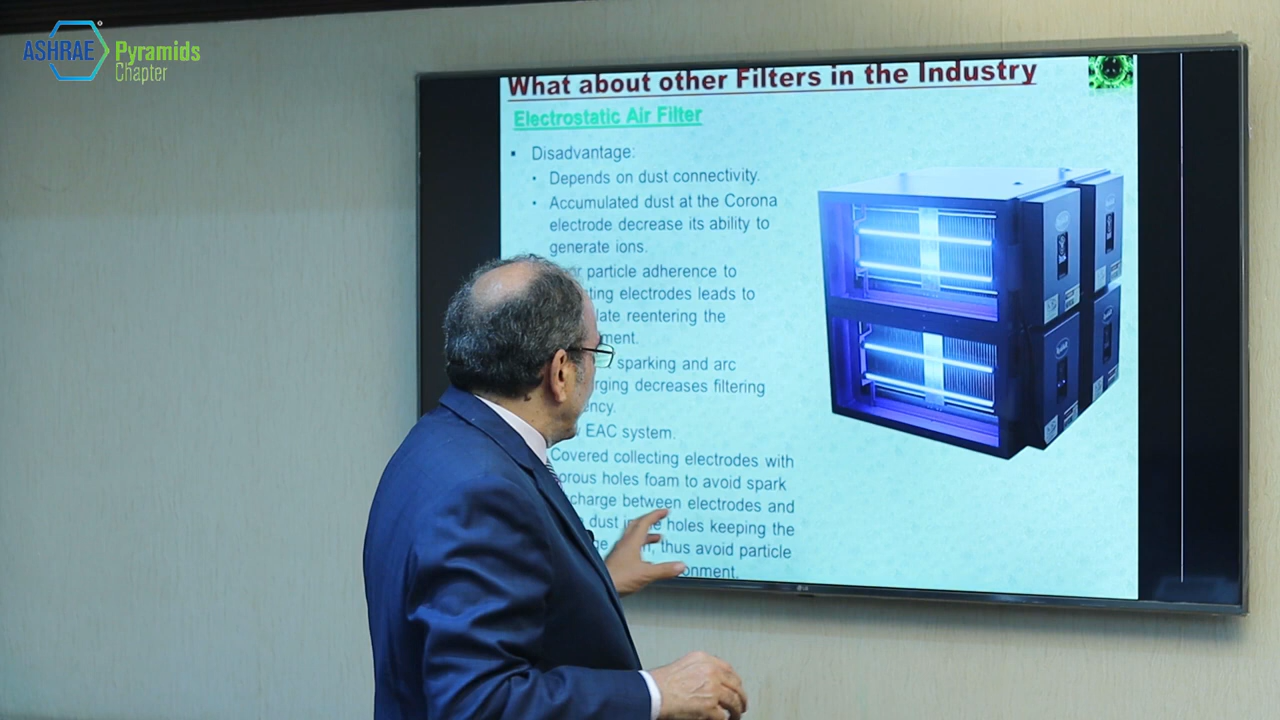 ASHRAE Pyramids
Chapter
What about other Filters in the Industry
Electrostatic Air Filter
Disadvantage:
Depends on dust connectivity.
Accumulated dust at the Corona
electrode decrease its ability to
generate ions.
particle adherence to
electrodes leads to
reentering the
sparking and arc
decreases filtering
EAC system.
Covered collecting electrodes with
holes foam to avoid spark
between electrodes and
dust holes keeping the
thus avoid particle
LG